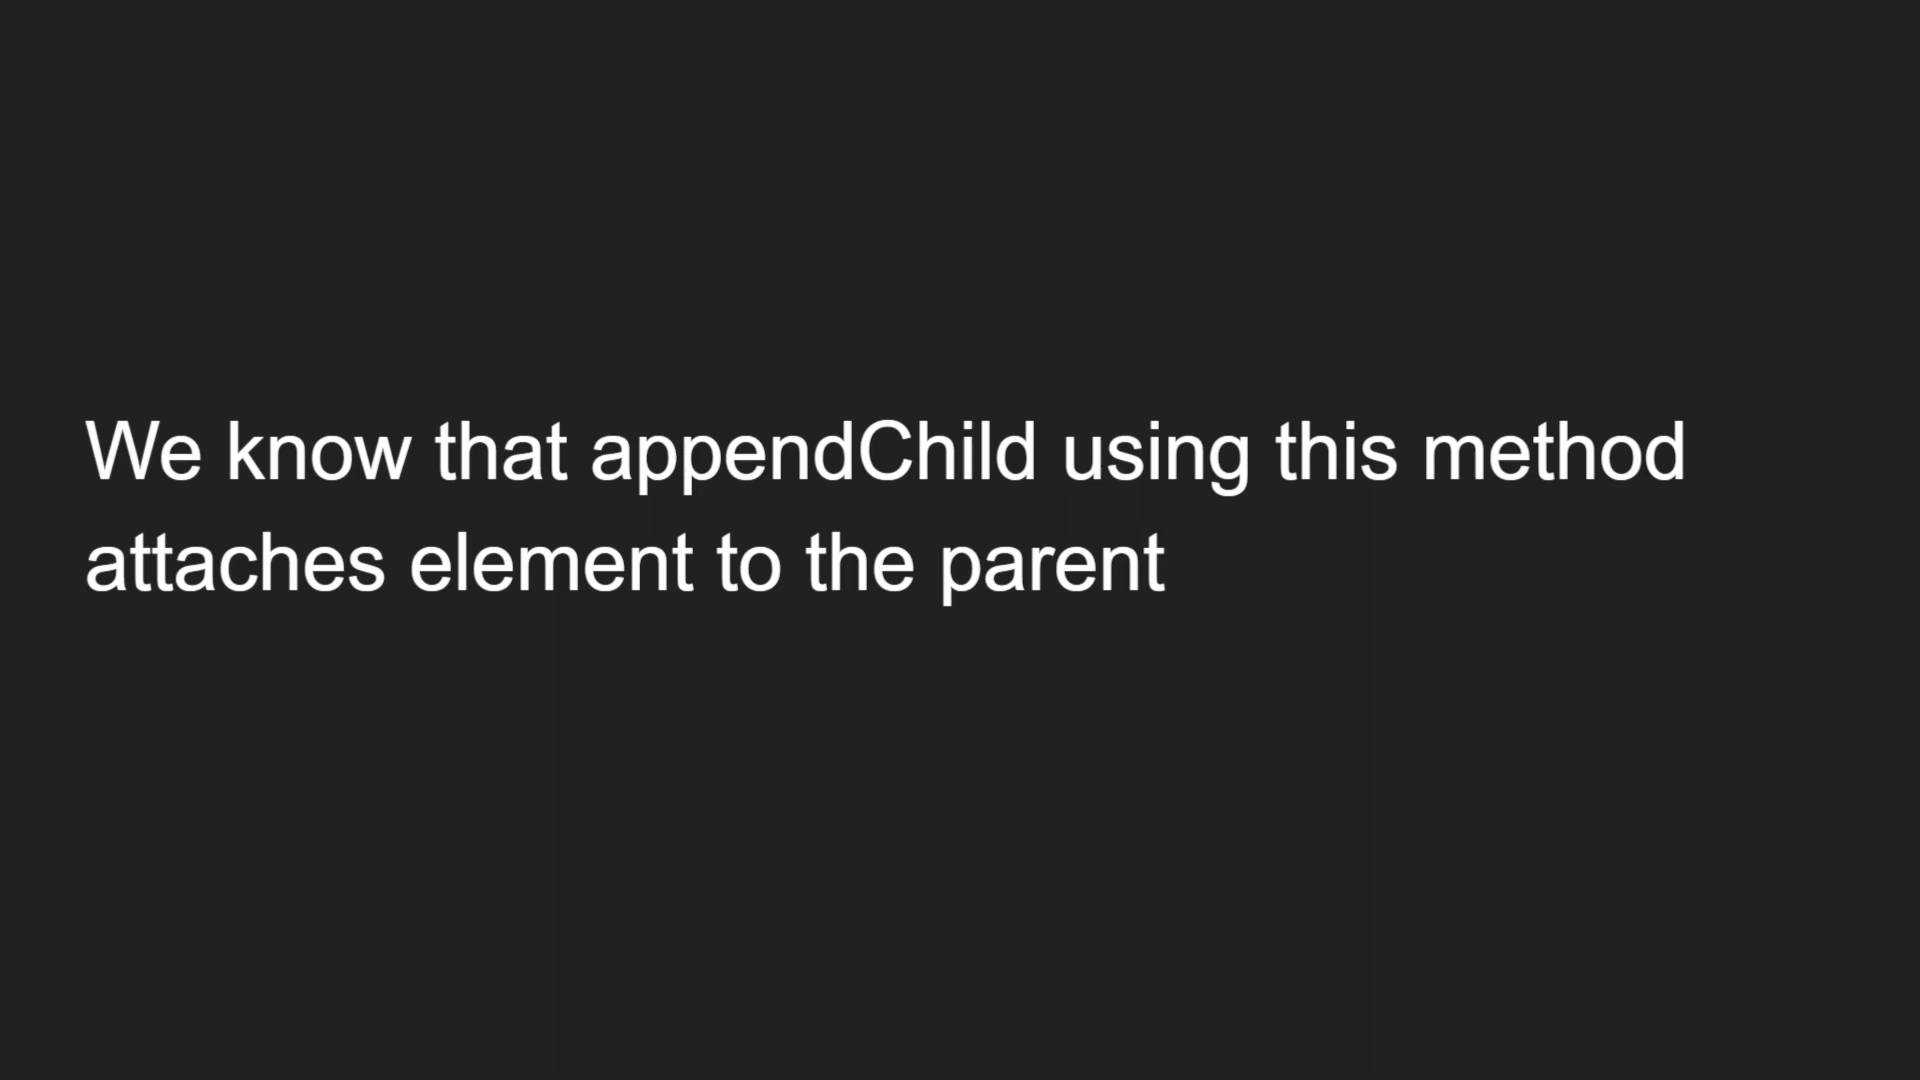 We know that appendChild using this method
attaches element to the parent